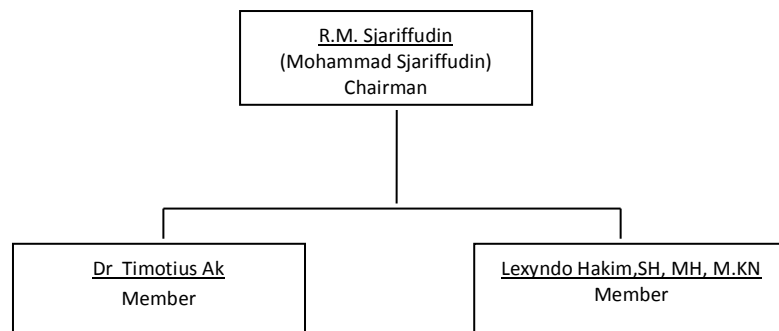 R.M. Sjariffudin
(Mohammad Sjariffudin)
Chairman
Dr Timotius Ak
Member
Lexyndo Hakim,SH, MH, M.KN
Member